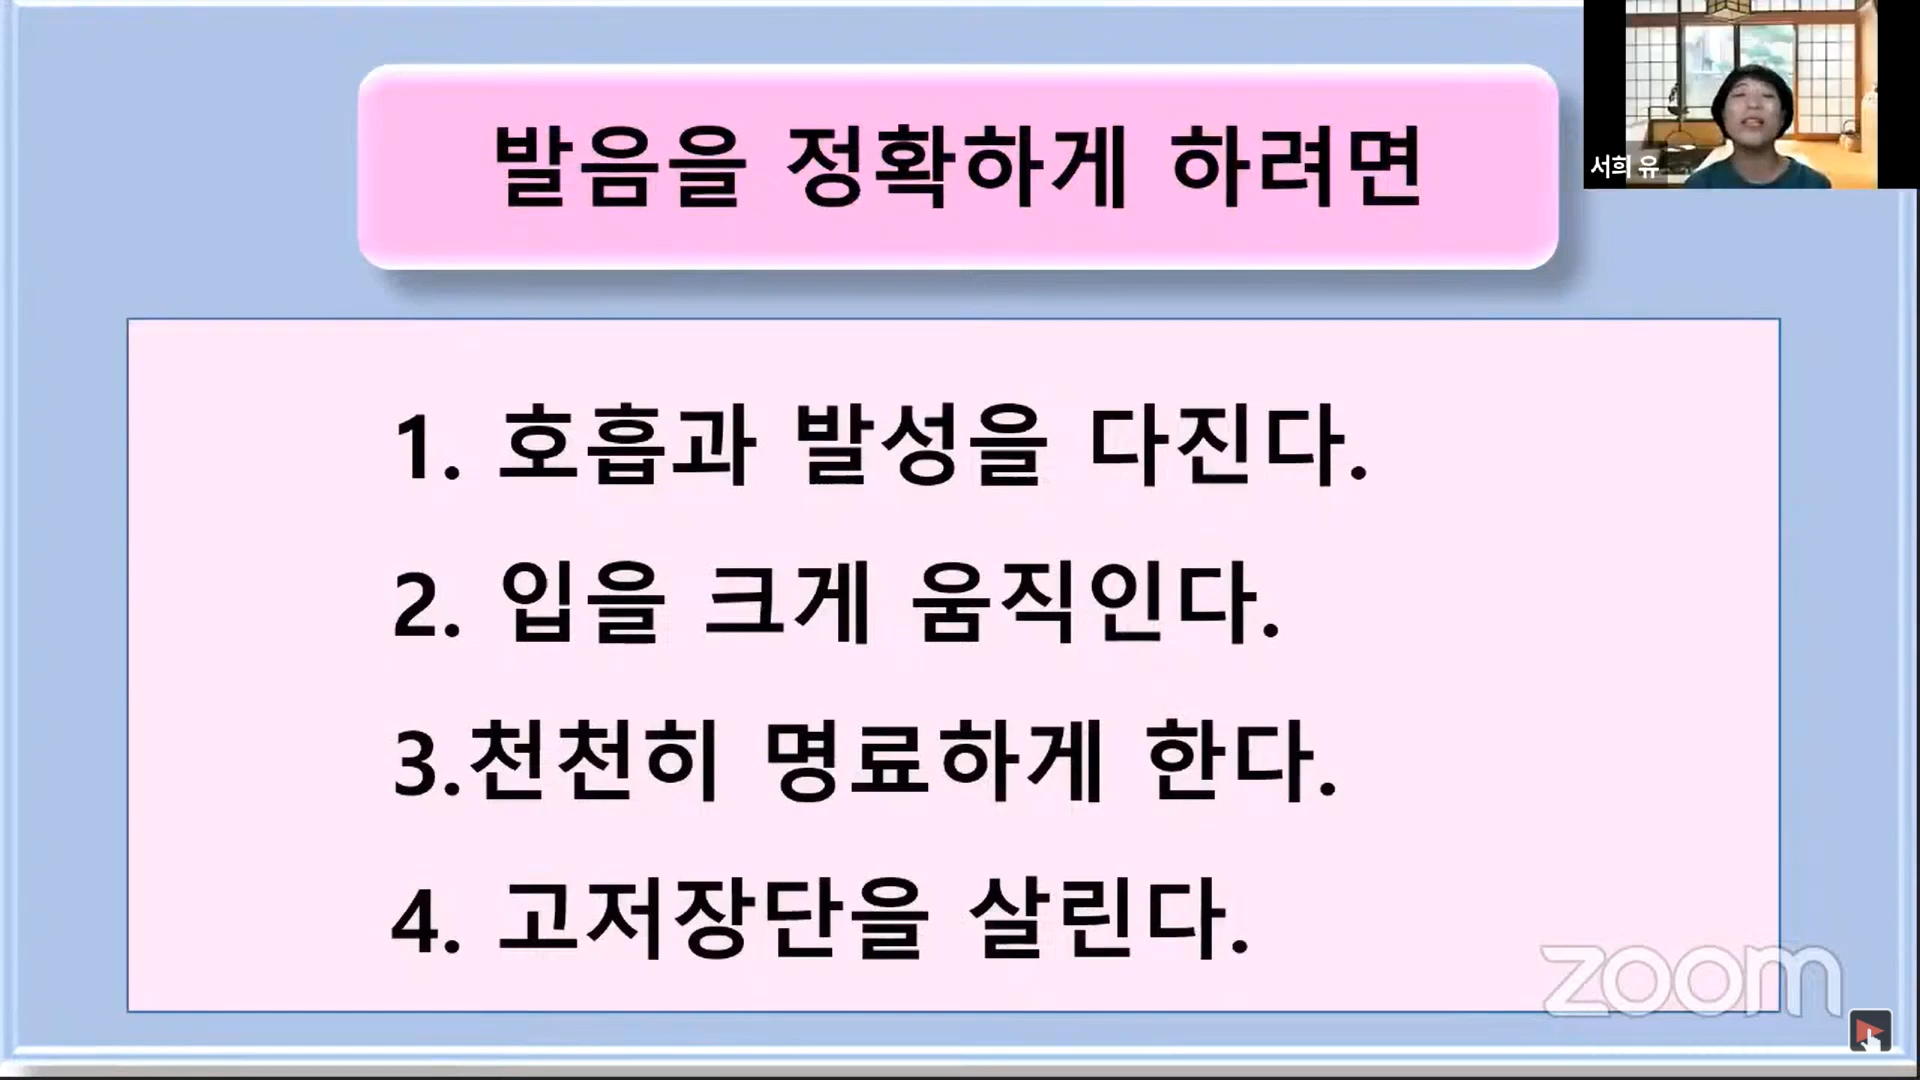 발음을 정확하게 하려면
서희 유
1. 호흡과 발성을 다진다.
2. 입을 크게 움직인다.
3.천천히 명료하게 한다.
4. 고저장단을 살린다.
zoom